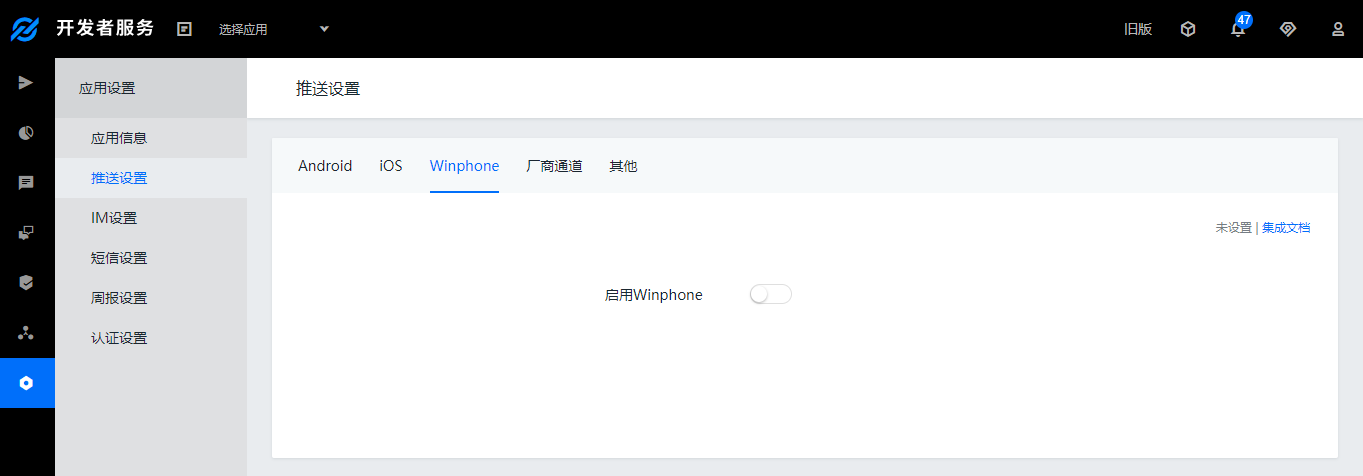 开发者服务 选择应用 旧版 47
应用设置
应用信息
推送设置
IM设置
短信设置
周报设置
认证设置
推送设置
Android iOS Winphone 厂商通道 其他
未设置 | 集成文档
启用Winphone